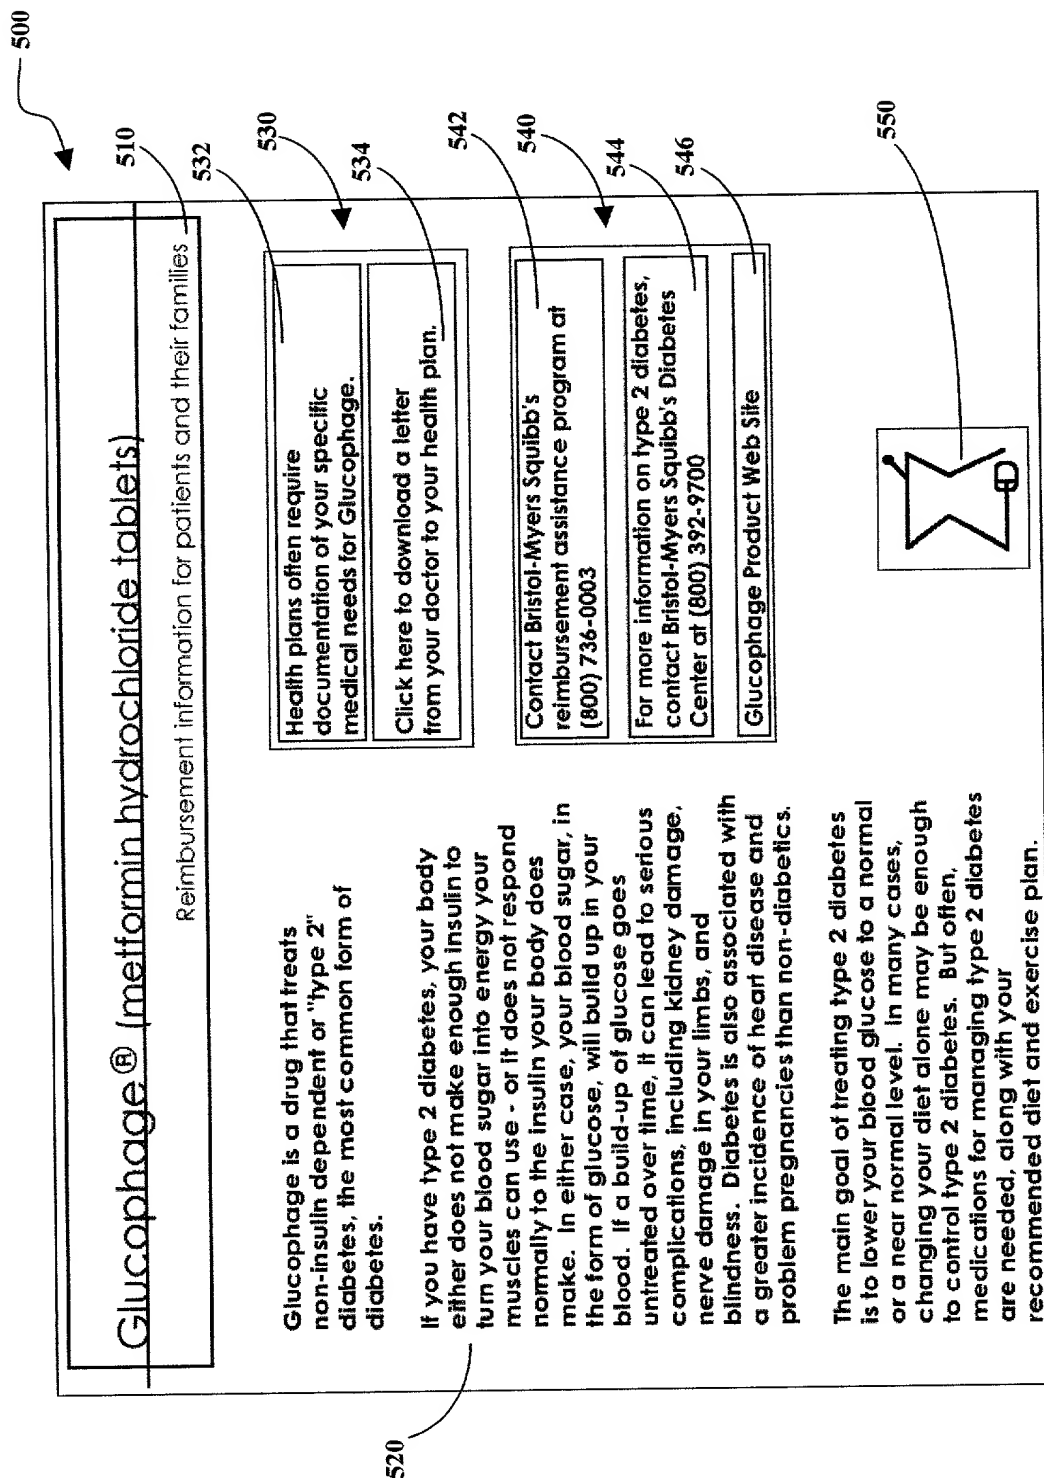 500
Glucophage® (metformin hydrochloride tablets)
Reimbursement information for patients and their families
510
Glucophage is a drug that treats
non-insulin dependent or "type 2"
diabetes, the most common form of
diabetes.
520
If you have type 2 diabetes, your body
either does not make enough insulin to
turn your blood sugar into energy your
muscles can use - or it does not respond
normally to the insulin your body does
make. In either case, your blood sugar, in
the form of glucose, will build up in your
blood. If a build-up of glucose goes
untreated over time, it can lead to serious
complications, including kidney damage,
nerve damage in your limbs, and
blindness. Diabetes is also associated with
a greater incidence of heart disease and
problem pregnancies than non-diabetics.
The main goal of treating type 2 diabetes
is to lower your blood glucose to a normal
or a near normal level. In many cases,
changing your diet alone may be enough
to control type 2 diabetes. But often,
medications for managing type 2 diabetes
are needed, along with your
recommended diet and exercise plan.
532
Health plans often require
documentation of your specific
medical needs for Glucophage.
530
Click here to download a letter
from your doctor to your health plan.
534
542
Contact Bristol-Myers Squibb's
reimbursement assistance program at
(800) 736-0003
540
For more information on type 2 diabetes,
contact Bristol-Myers Squibb's Diabetes
Center at (800) 392-9700
544
Glucophage Product Web Site
546
550